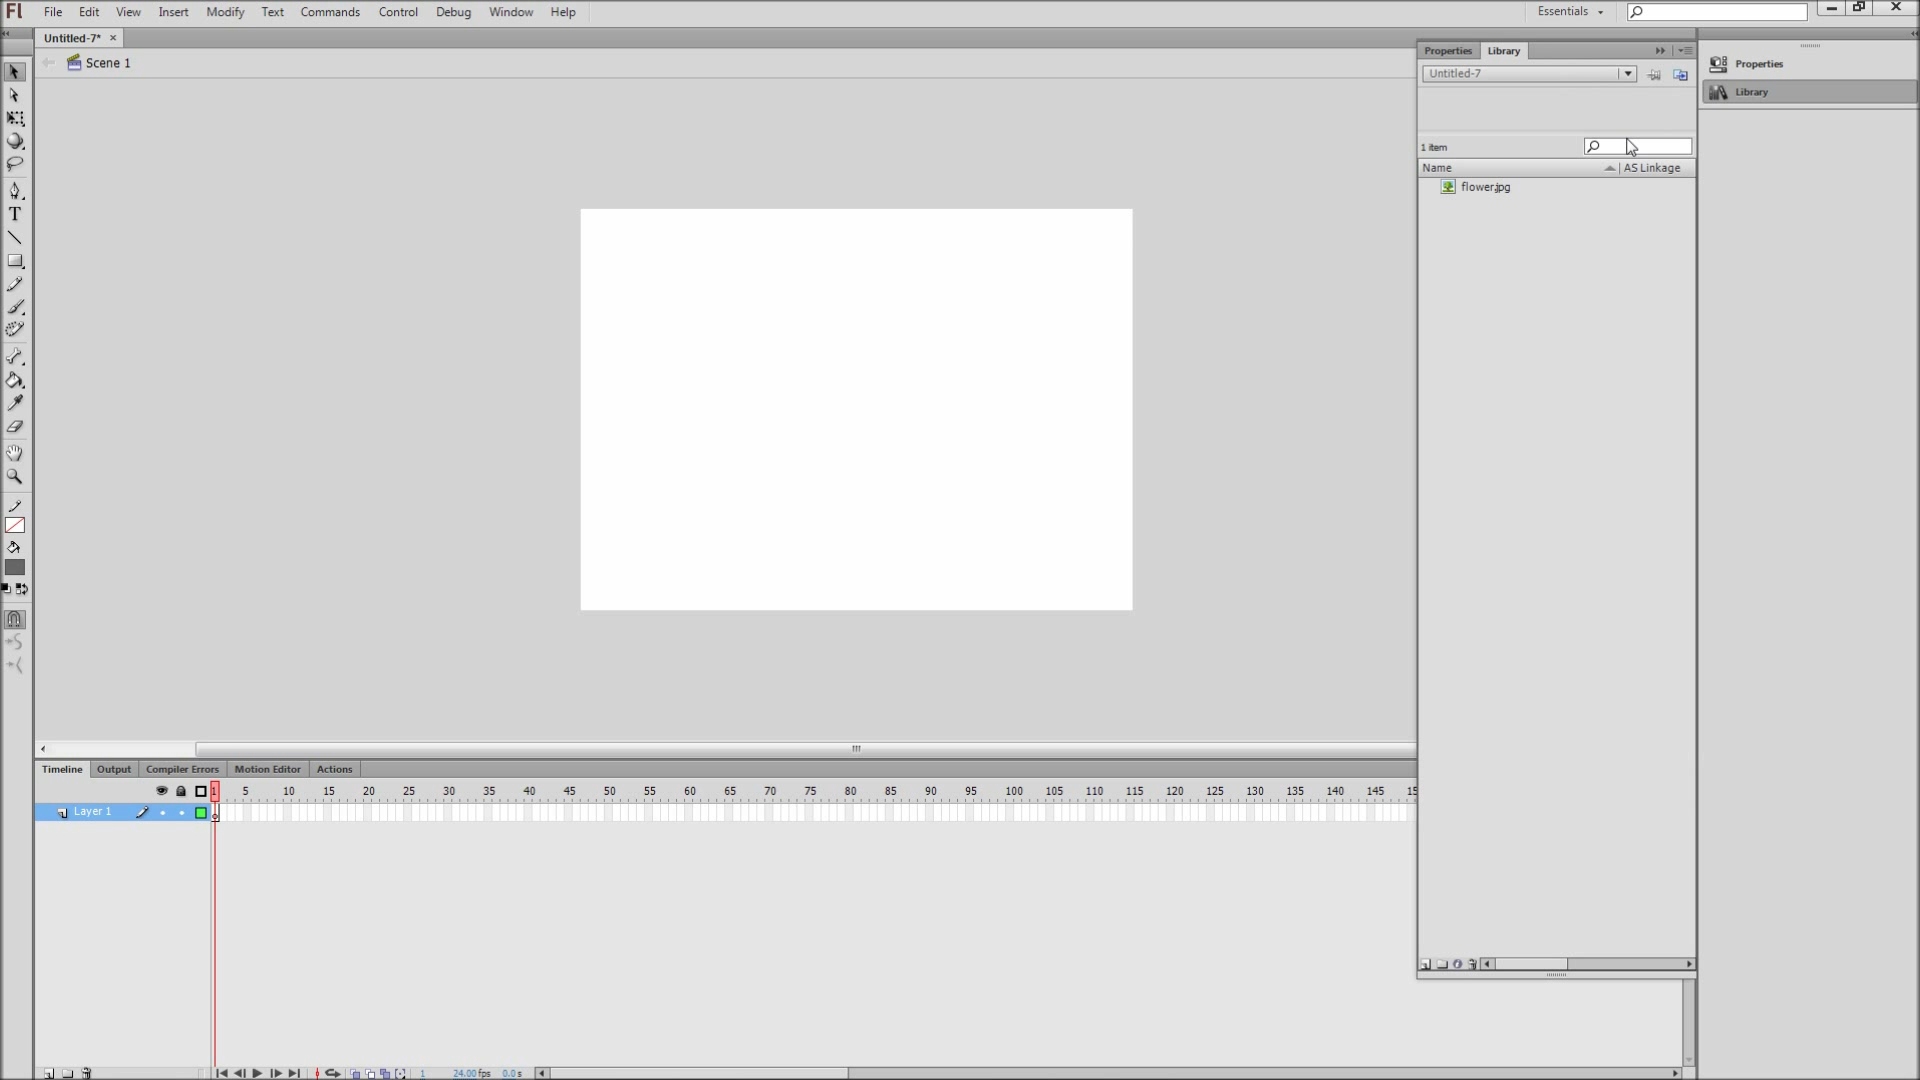 Fl File Edit View Insert Modify Text Commands Control Debug Window Help Essentials
Untitled-7* ×
Scene 1
Properties Library
Untitled-7
1 item
Name AS Linkage
flower.jpg
Properties
Library
T
Timeline Output Compiler Errors Motion Editor Actions
1 5 10 15 20 25 30 35 40 45 50 55 60 65 70 75 80 85 90 95 100 105 110 115 120 125 130 135 140 145 15
Layer 1
1 24.00 fps 0.0 s